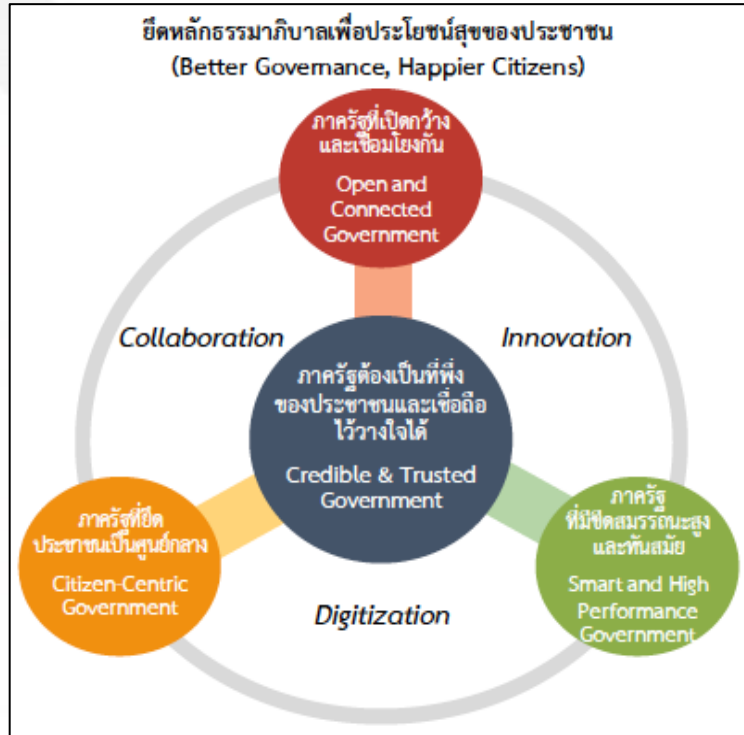 ยึดหลักธรรมาภิบาลเพื่อประโยชน์สุขของประชาชน
(Better Governance, Happier Citizens)
ภาครัฐที่เปิดกว้าง
และเชื่อมโยงกัน
Open and
Connected
Government
Collaboration
Innovation
ภาครัฐต้องเป็นที่พึ่ง
ของประชาชนและเชื่อถือ
ไว้วางใจได้
Credible & Trusted
Government
ภาครัฐที่ยึด
ประชาชนเป็นศูนย์กลาง
Citizen-Centric
Government
Digitization
ภาครัฐ
ที่มีขีดสมรรถนะสูง
และทันสมัย
Smart and High
Performance
Government